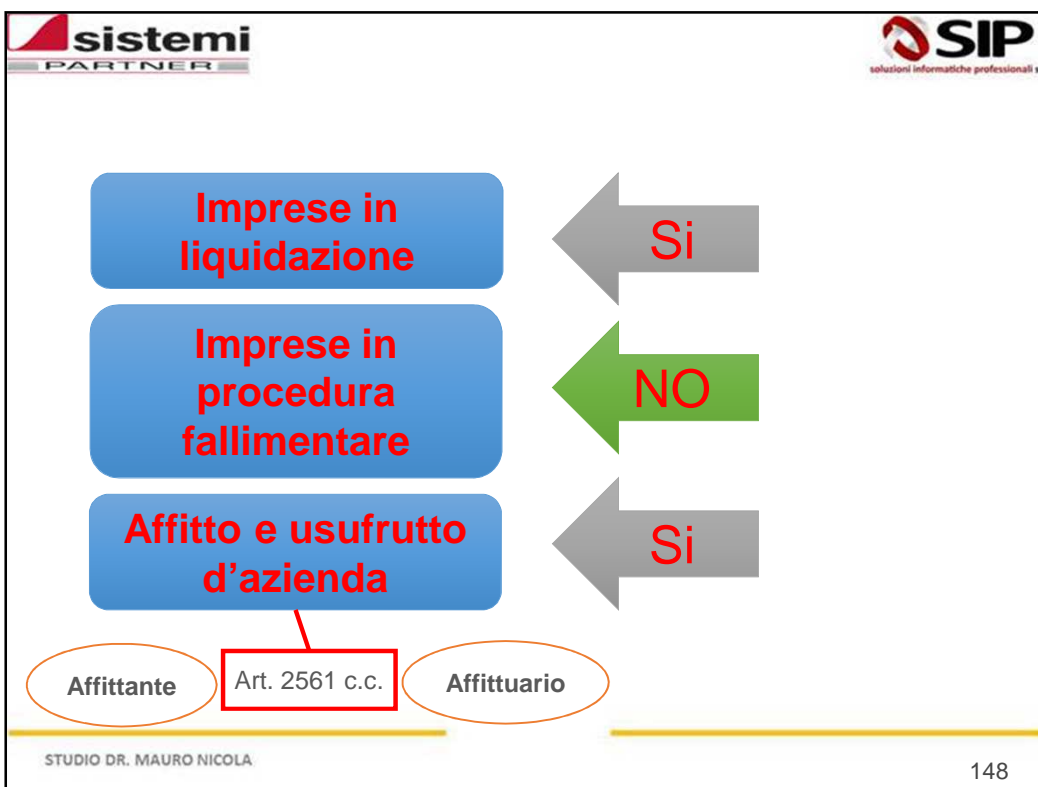 sistemi
PARTNER
SIP
soluzioni informatiche professionali s
Imprese in
liquidazione
Si
Imprese in
procedura
fallimentare
NO
Affitto e usufrutto
d’azienda
Si
Affittante
Art. 2561 c.c.
Affittuario
STUDIO DR. MAURO NICOLA
148